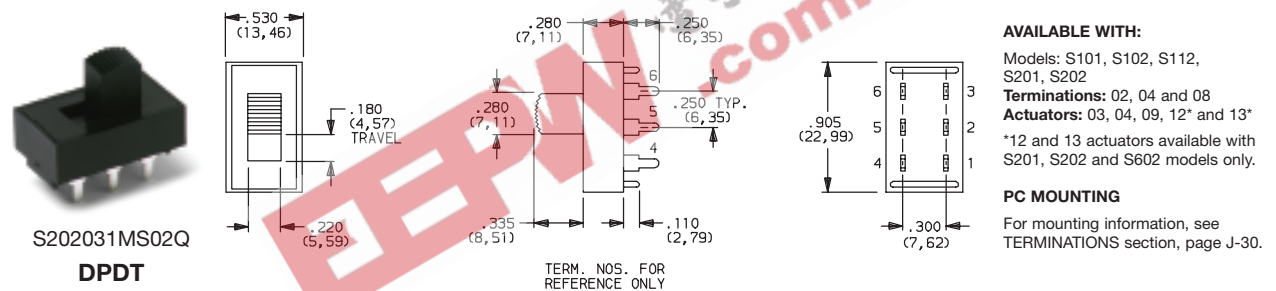 S202031MS02Q
DPDT
.530
(13,46)
.180
(4,57)
TRAVEL
.220
(5,59)
.280
(7,11)
.250
(6,35)
.280
(7,11)
6
.250 TYP.
(6,35)
5
4
.335
(8,51)
.110
(2,79)
TERM. NOS. FOR
REFERENCE ONLY
.905
(22,99)
6 3
5 2
4 1
.300
(7,62)
EEPW
.com
AVAILABLE WITH:
Models: S101, S102, S112,
S201, S202
Terminations: 02, 04 and 08
Actuators: 03, 04, 09, 12* and 13*
*12 and 13 actuators available with
S201, S202 and S602 models only.
PC MOUNTING
For mounting information, see
TERMINATIONS section, page J-30.